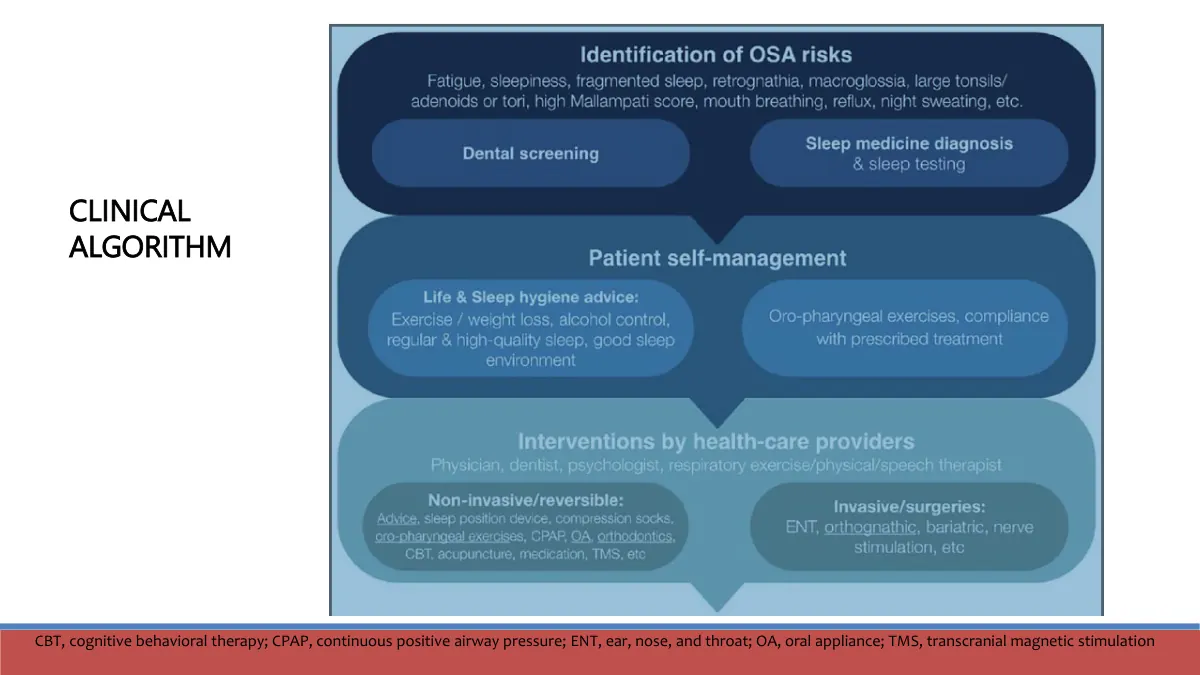 CLINICAL
ALGORITHM
Identification of OSA risks
Fatigue, sleepiness, fragmented sleep, retrognathia, macroglossia, large tonsils/
adenoids or tori, high Mallampati score, mouth breathing, reflux, night sweating, etc.
Dental screening
Sleep medicine diagnosis
& sleep testing
Patient self-management
Life & Sleep hygiene advice:
Exercise / weight loss, alcohol control,
regular & high-quality sleep, good sleep
environment
Oro-pharyngeal exercises, compliance
with prescribed treatment
Interventions by health-care providers
Physician, dentist, psychologist, respiratory exercise/physical/speech therapist
Non-invasive/reversible:
Advice, sleep position device, compression socks,
oro-pharyngeal exercises, CPAP, OA, orthodontics,
CBT, acupuncture, medication, TMS, etc
Invasive/surgeries:
ENT, orthognathic, bariatric, nerve
stimulation, etc
CBT, cognitive behavioral therapy; CPAP, continuous positive airway pressure; ENT, ear, nose, and throat; OA, oral appliance; TMS, transcranial magnetic stimulation